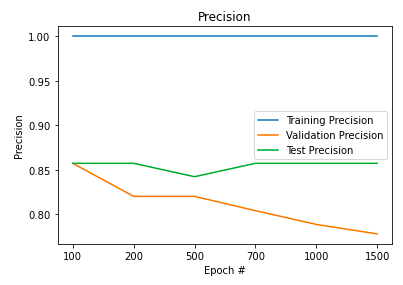 Precision
1.00
0.95
0.90
0.85
0.80
Precision
Training Precision
Validation Precision
Test Precision
100 200 500 700 1000 1500
Epoch #